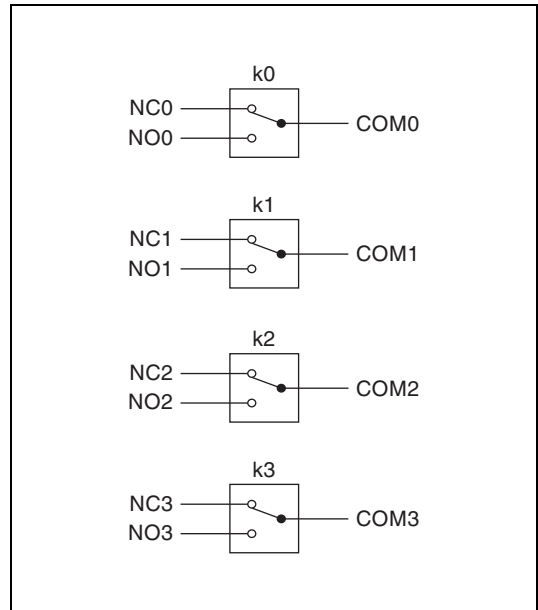 k0
NC0 COM0
NO0
k1
NC1 COM1
NO1
k2
NC2 COM2
NO2
k3
NC3 COM3
NO3